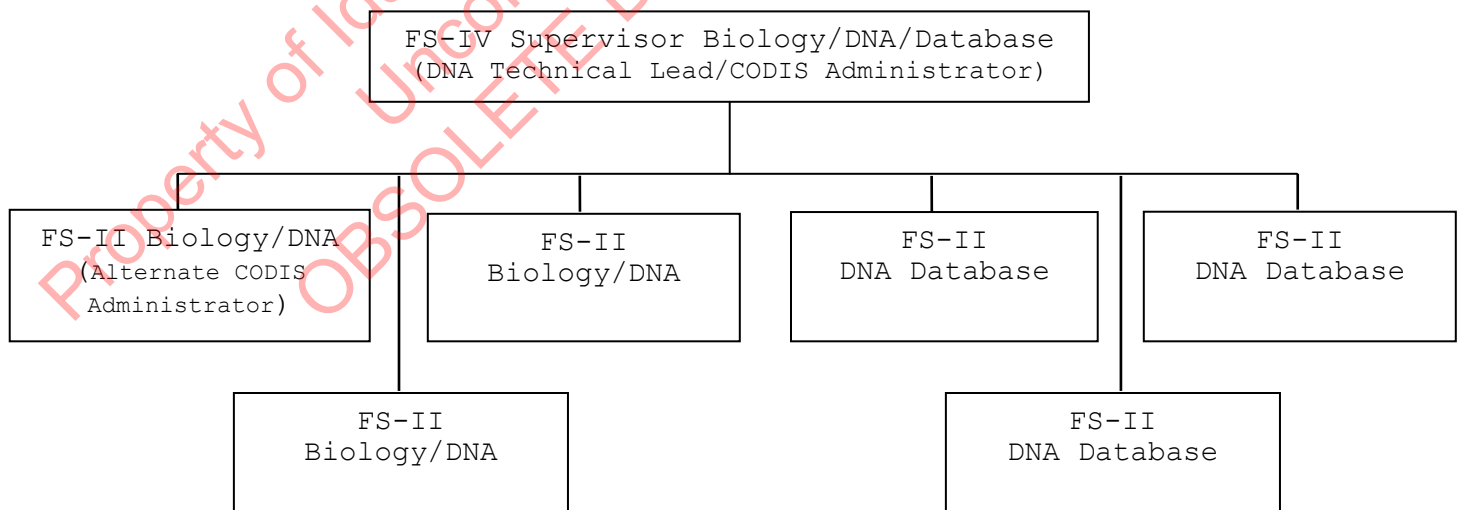 FS-IV Supervisor Biology/DNA/Database
(DNA Technical Lead/CODIS Administrator)
FS-II Biology/DNA
(Alternate CODIS
Administrator)
FS-II
Biology/DNA
FS-II
DNA Database
FS-II
DNA Database
FS-II
Biology/DNA
FS-II
DNA Database
Property of
OBSOLETE